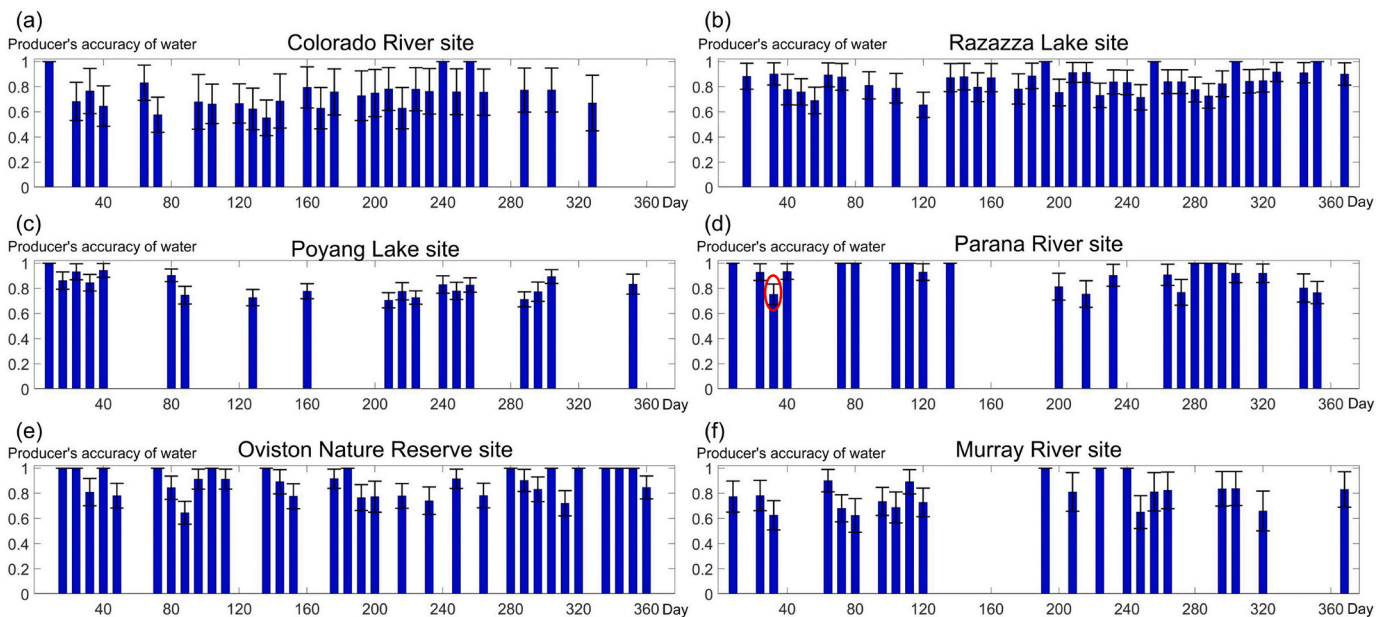 (a)
Producer's accuracy of water
Colorado River site
1
0.8
0.6
0.4
0.2
0
40 80 120 160 200 240 280 320 360 Day
(b)
Producer's accuracy of water
Razazza Lake site
1
0.8
0.6
0.4
0.2
0
40 80 120 160 200 240 280 320 360 Day
(c)
Producer's accuracy of water
Poyang Lake site
1
0.8
0.6
0.4
0.2
0
40 80 120 160 200 240 280 320 360 Day
(d)
Producer's accuracy of water
Parana River site
1
0.8
0.6
0.4
0.2
0
40 80 120 160 200 240 280 320 360 Day
(e)
Producer's accuracy of water
Oviston Nature Reserve site
1
0.8
0.6
0.4
0.2
0
40 80 120 160 200 240 280 320 360 Day
(f)
Producer's accuracy of water
Murray River site
1
0.8
0.6
0.4
0.2
0
40 80 120 160 200 240 280 320 360 Day